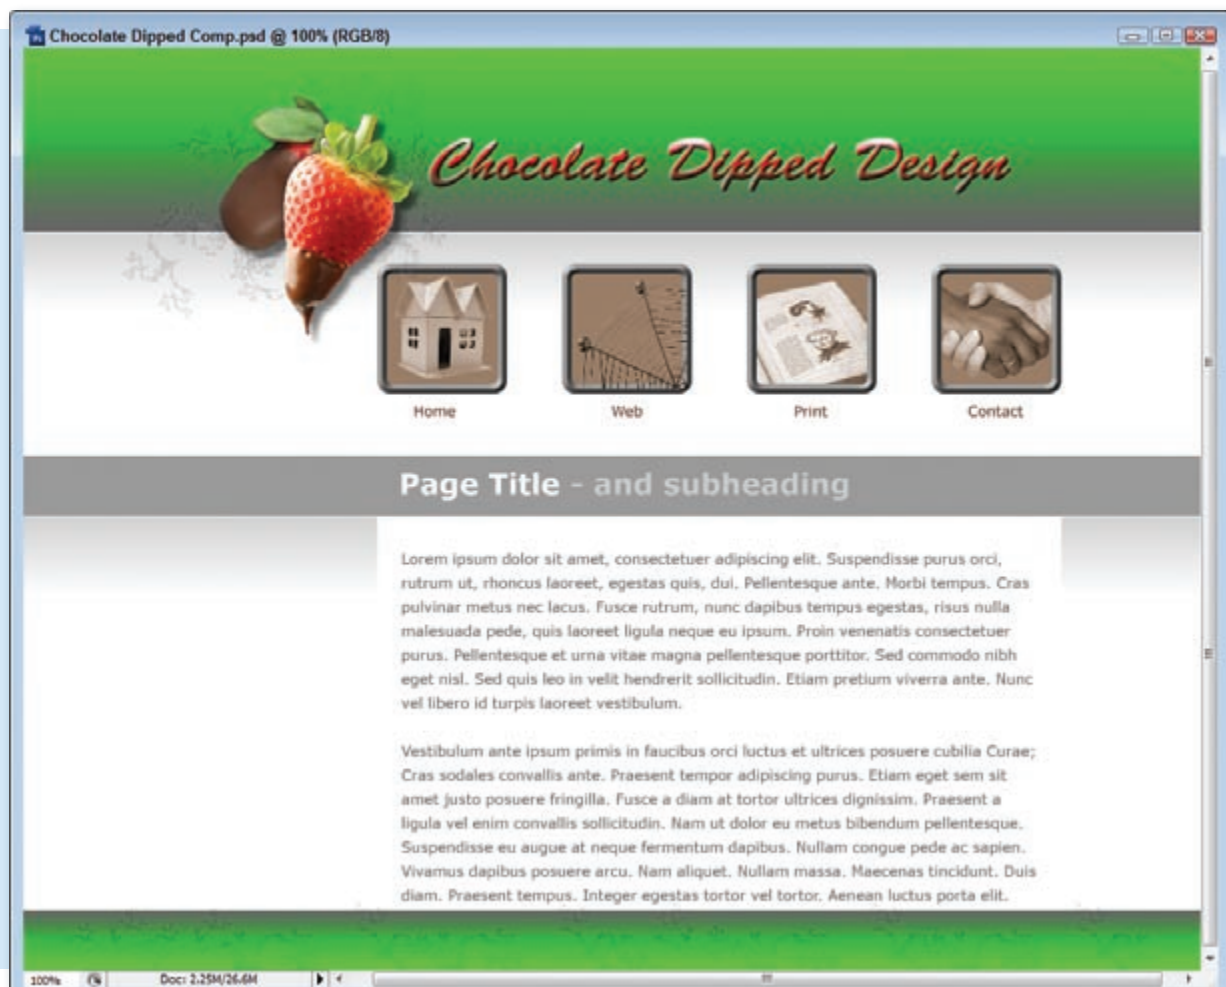 Chocolate Dipped Comp.psd @ 100% (RGB/8)
Chocolate Dipped Design
Home
Web
Print
Contact
Page Title - and subheading
Lorem ipsum dolor sit amet, consectetuer adipiscing elit. Suspendisse purus orci,
rutrum ut, rhoncus laoreet, egestas quis, dui. Pellentesque ante. Morbi tempus. Cras
pulvinar metus nec lacus. Fusce rutrum, nunc dapibus tempus egestas, risus nulla
malesuada pede, quis laoreet ligula neque eu ipsum. Proin venenatis consectetuer
purus. Pellentesque et urna vitae magna pellentesque porttitor. Sed commodo nibh
eget nisl. Sed quis leo in velit hendrerit sollicitudin. Etiam pretium viverra ante. Nunc
vel libero id turpis laoreet vestibulum.
Vestibulum ante ipsum primis in faucibus orci luctus et ultrices posuere cubilia Curae;
Cras sodales convallis ante. Praesent tempor adipiscing purus. Etiam eget sem sit
amet justo posuere fringilla. Fusce a diam at tortor ultrices dignissim. Praesent a
ligula vel enim convallis sollicitudin. Nam ut dolor eu metus bibendum pellentesque.
Suspendisse eu augue at neque fermentum dapibus. Nullam congue pede ac sapien.
Vivamus dapibus posuere arcu. Nam aliquet. Nullam massa. Maecenas tincidunt. Duis
diam. Praesent tempus. Integer egestas tortor vel tortor. Aenean luctus porta elit.
100%
Doc: 2.25M/26.6M